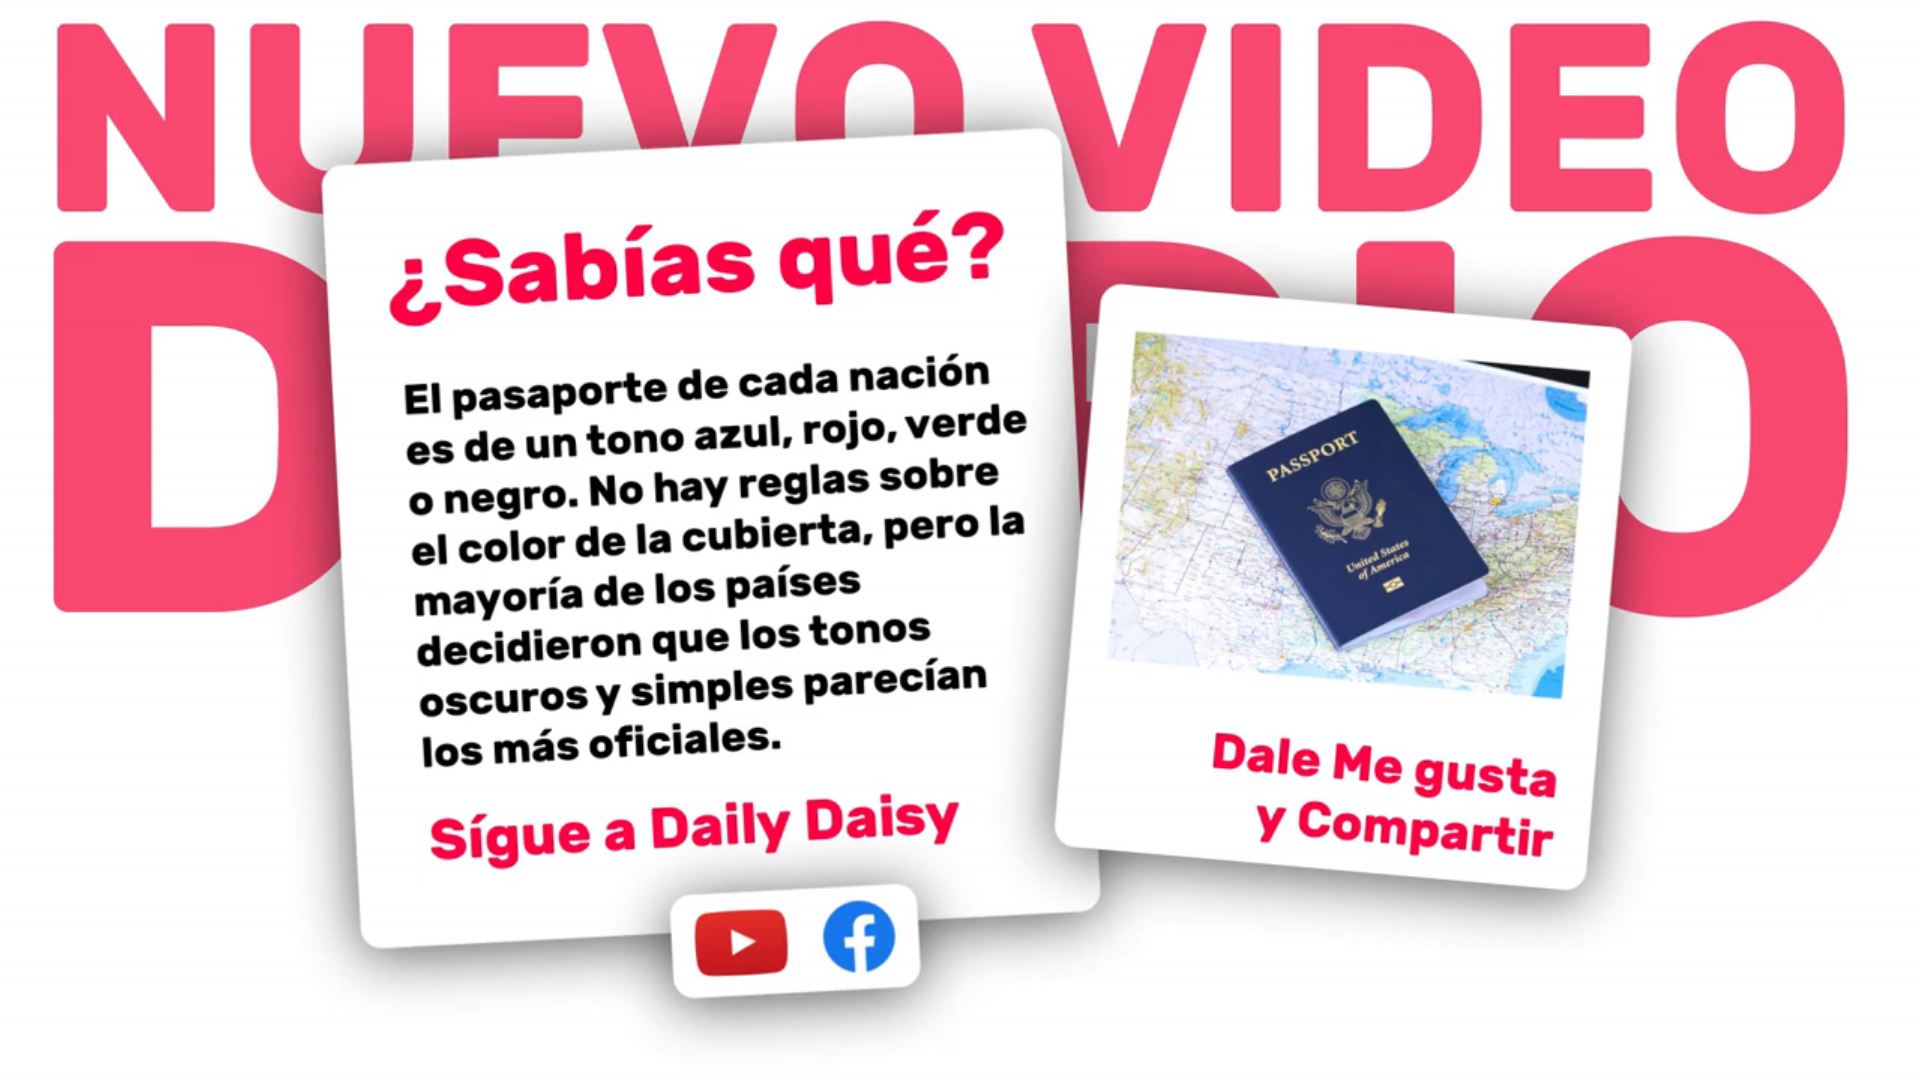 NUEVO VIDEO
¿Sabías qué?
El pasaporte de cada nación
es de un tono azul, rojo, verde
o negro. No hay reglas sobre
el color de la cubierta, pero la
mayoría de los países
decidieron que los tonos
oscuros y simples parecían
los más oficiales.
Sígue a Daily Daisy
PASSPORT
United States
of America
Dale Me gusta
y Compartir